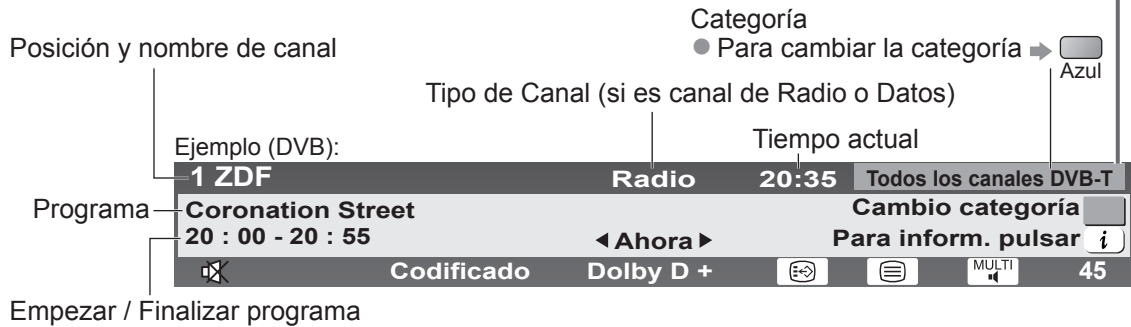 Categoría
Posición y nombre de canal
● Para cambiar la categoría
Azul
Tipo de Canal (si es canal de Radio o Datos)
Tiempo actual
Ejemplo (DVB):
1 ZDF Radio 20:35 Todos los canales DVB-T
Programa Coronation Street Cambio categoría
20 : 00 - 20 : 55 ◀ Ahora ▶ Para inform. pulsar i
Codificado Dolby D + MULTI 45
Empezar / Finalizar programa